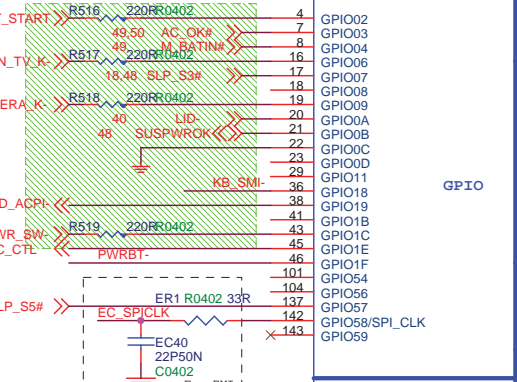 _START R516 220R R0402 4 GPIO02
49,50 AC_OK# 7 GPIO03
49 M_BATIN# 8 GPIO04
N_TV_K- R517 220R R0402 16 GPIO06
18,48 SLP_S3# 17 GPIO07
18 GPIO08
ERA_K- R518 220R R0402 19 GPIO09
40 LID- 20 GPIO0A
48 SUSPWROK 21 GPIO0B
22 GPIO0C
23 GPIO0D
29 GPIO11
KB_SMI- 36 GPIO18
GPIO
D_ACPI- 38 GPIO19
41 GPIO1B
WR_SW- R519 220R R0402 43 GPIO1C
C_CTL 45 GPIO1E
PWRBT- 46 GPIO1F
101 GPIO54
104 GPIO56
LP_S5# ER1 R0402 33R 137 GPIO57
EC_SPICLK 142 GPIO58/SPI_CLK
143 GPIO59
EC40
22P50N
C0402